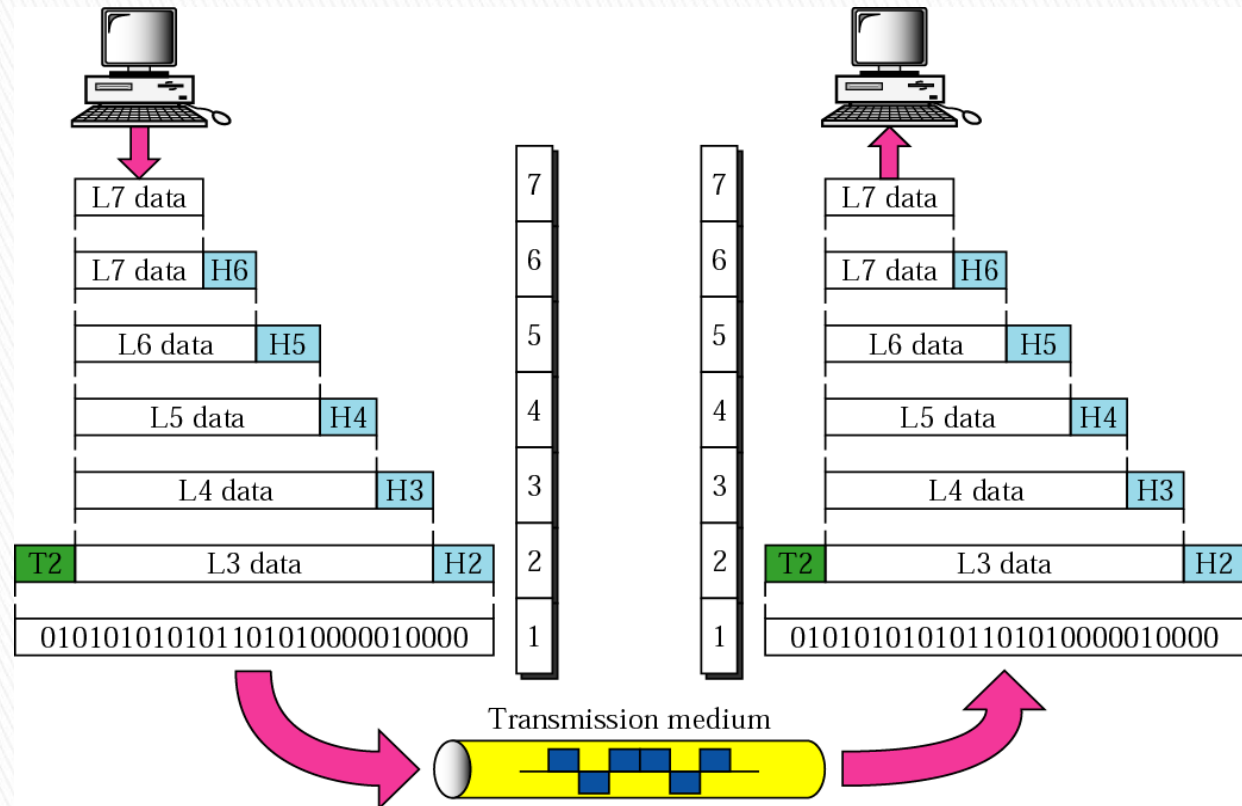 L7 data 7 7 L7 data
L7 data H6 6 6 L7 data H6
L6 data H5 5 5 L6 data H5
L5 data H4 4 4 L5 data H4
L4 data H3 3 3 L4 data H3
T2 L3 data H2 2 2 T2 L3 data H2
010101010101101010000010000 1 1 010101010101101010000010000
Transmission medium